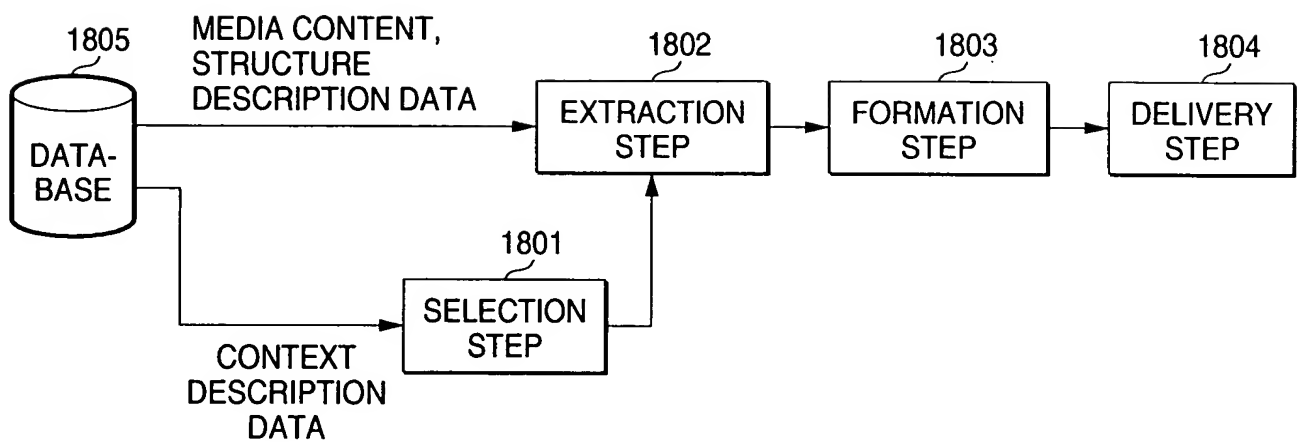 1805
MEDIA CONTENT,
STRUCTURE
DESCRIPTION DATA
1802
1803
1804
DATA-
BASE
EXTRACTION
STEP
FORMATION
STEP
DELIVERY
STEP
1801
SELECTION
STEP
CONTEXT
DESCRIPTION
DATA